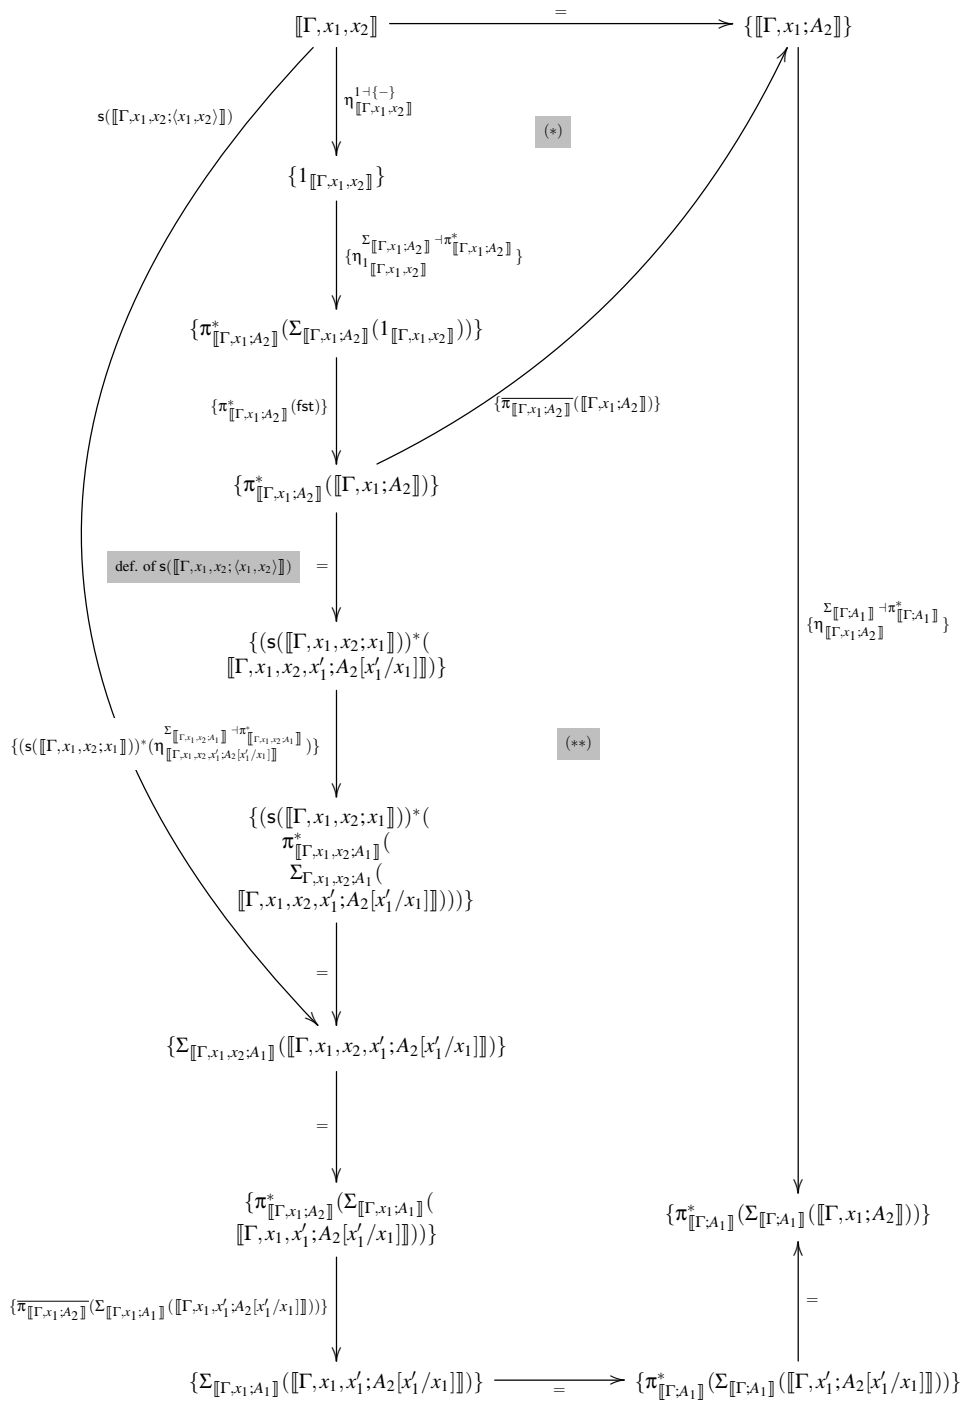 ⟦Γ,x₁,x₂⟧ = {⟦Γ,x₁;A₂⟧}
s(⟦Γ,x₁,x₂;⟨x₁,x₂⟩⟧)
η^{1⊣{−}}_{⟦Γ,x₁,x₂⟧}
(∗)
{1_{⟦Γ,x₁,x₂⟧}}
{η^{Σ_{⟦Γ,x₁;A₂⟧} ⊣ π*_{⟦Γ,x₁;A₂⟧}}_{1_{⟦Γ,x₁,x₂⟧}}}
{π*_{⟦Γ,x₁;A₂⟧}(Σ_{⟦Γ,x₁;A₂⟧}(1_{⟦Γ,x₁,x₂⟧}))}
{π*_{⟦Γ,x₁;A₂⟧}(fst)}
{\overline{π_{⟦Γ,x₁;A₂⟧}}(⟦Γ,x₁;A₂⟧)}
{π*_{⟦Γ,x₁;A₂⟧}(⟦Γ,x₁;A₂⟧)}
def. of s(⟦Γ,x₁,x₂;⟨x₁,x₂⟩⟧) =
{η^{Σ_{⟦Γ;A₁⟧} ⊣ π*_{⟦Γ;A₁⟧}}_{⟦Γ,x₁;A₂⟧}}
{(s(⟦Γ,x₁,x₂;x₁⟧))*(
⟦Γ,x₁,x₂,x′₁;A₂[x′₁/x₁]⟧)}
{(s(⟦Γ,x₁,x₂;x₁⟧))*(η^{Σ_{⟦Γ,x₁,x₂;A₁⟧} ⊣ π*_{⟦Γ,x₁,x₂;A₁⟧}}_{⟦Γ,x₁,x₂,x′₁;A₂[x′₁/x₁]⟧})}
(∗∗)
{(s(⟦Γ,x₁,x₂;x₁⟧))*(
π*_{⟦Γ,x₁,x₂;A₁⟧}(
Σ_{Γ,x₁,x₂;A₁}(
⟦Γ,x₁,x₂,x′₁;A₂[x′₁/x₁]⟧)))}
=
{Σ_{⟦Γ,x₁,x₂;A₁⟧}(⟦Γ,x₁,x₂,x′₁;A₂[x′₁/x₁]⟧)}
=
{π*_{⟦Γ,x₁;A₂⟧}(Σ_{⟦Γ,x₁;A₁⟧}(
⟦Γ,x₁,x′₁;A₂[x′₁/x₁]⟧))}
{π*_{⟦Γ;A₁⟧}(Σ_{⟦Γ;A₁⟧}(⟦Γ,x₁;A₂⟧))}
{\overline{π_{⟦Γ,x₁;A₂⟧}}(Σ_{⟦Γ,x₁;A₁⟧}(⟦Γ,x₁,x′₁;A₂[x′₁/x₁]⟧))}
=
{Σ_{⟦Γ,x₁;A₁⟧}(⟦Γ,x₁,x′₁;A₂[x′₁/x₁]⟧)} = {π*_{⟦Γ;A₁⟧}(Σ_{⟦Γ;A₁⟧}(⟦Γ,x′₁;A₂[x′₁/x₁]⟧))}